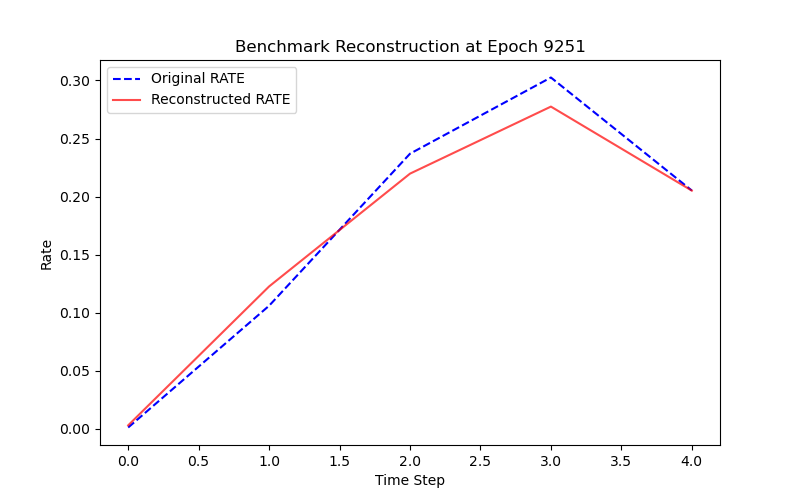 Benchmark Reconstruction at Epoch 9251
Original RATE
Reconstructed RATE
0.30
0.25
0.20
0.15
0.10
0.05
0.00
Rate
0.0 0.5 1.0 1.5 2.0 2.5 3.0 3.5 4.0
Time Step